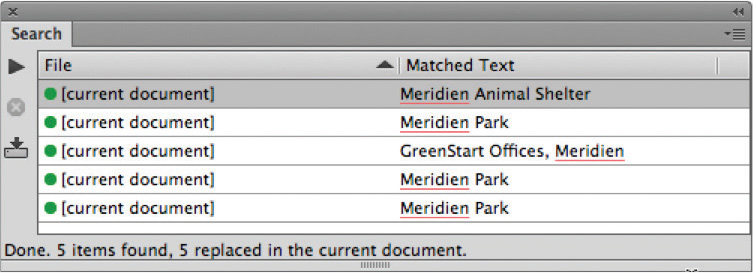 Search
File Matched Text
[current document] Meridien Animal Shelter
[current document] Meridien Park
[current document] GreenStart Offices, Meridien
[current document] Meridien Park
[current document] Meridien Park
Done. 5 items found, 5 replaced in the current document.